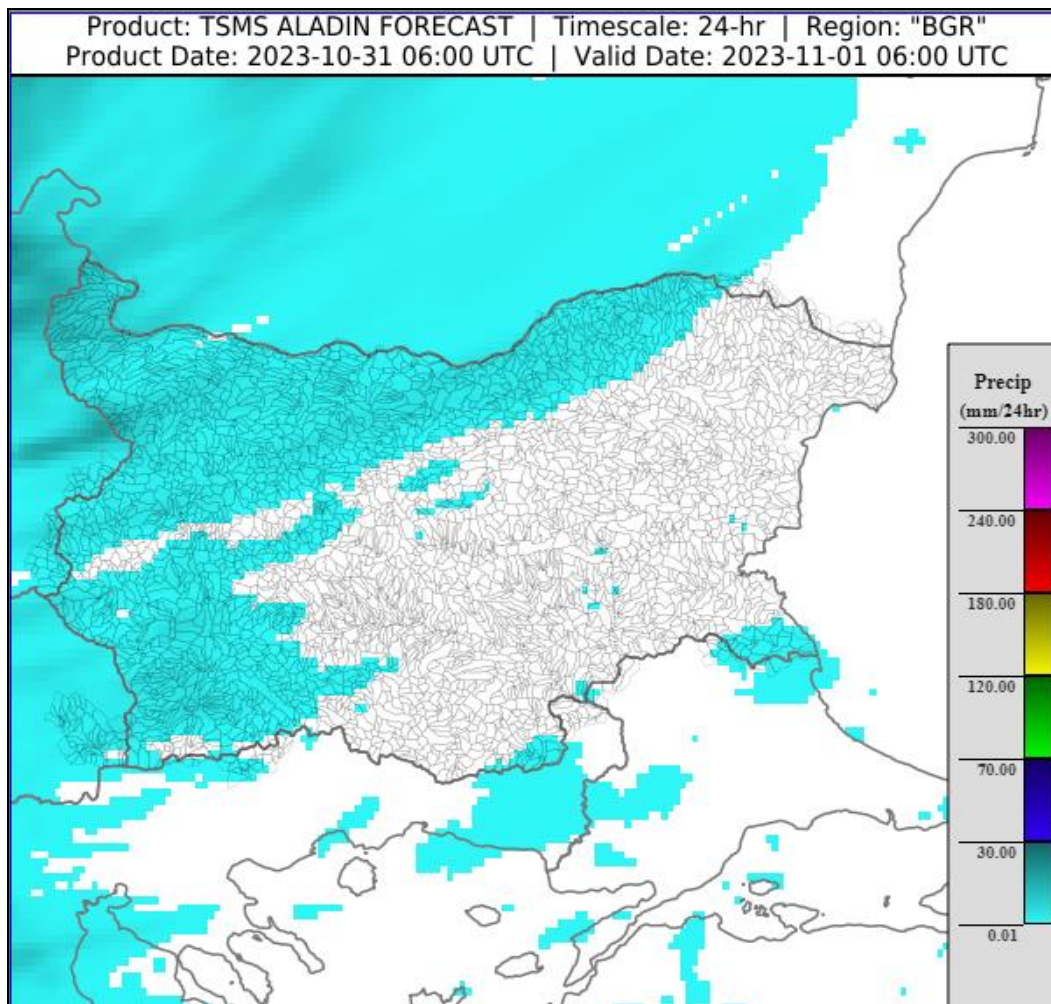 Product: TSMS ALADIN FORECAST | Timescale: 24-hr | Region: "BGR"
Product Date: 2023-10-31 06:00 UTC | Valid Date: 2023-11-01 06:00 UTC
Precip
(mm/24hr)
300.00
240.00
180.00
120.00
70.00
30.00
0.01